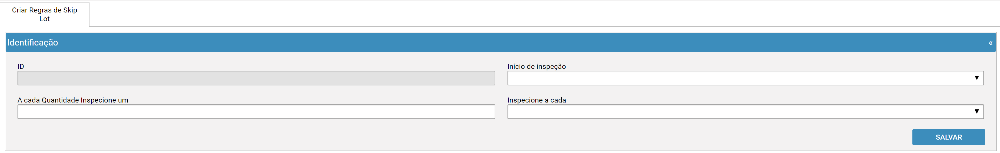 Criar Regras de Skip
Lot
Identificação «
ID
Início de inspeção
A cada Quantidade Inspecione um
Inspecione a cada
SALVAR